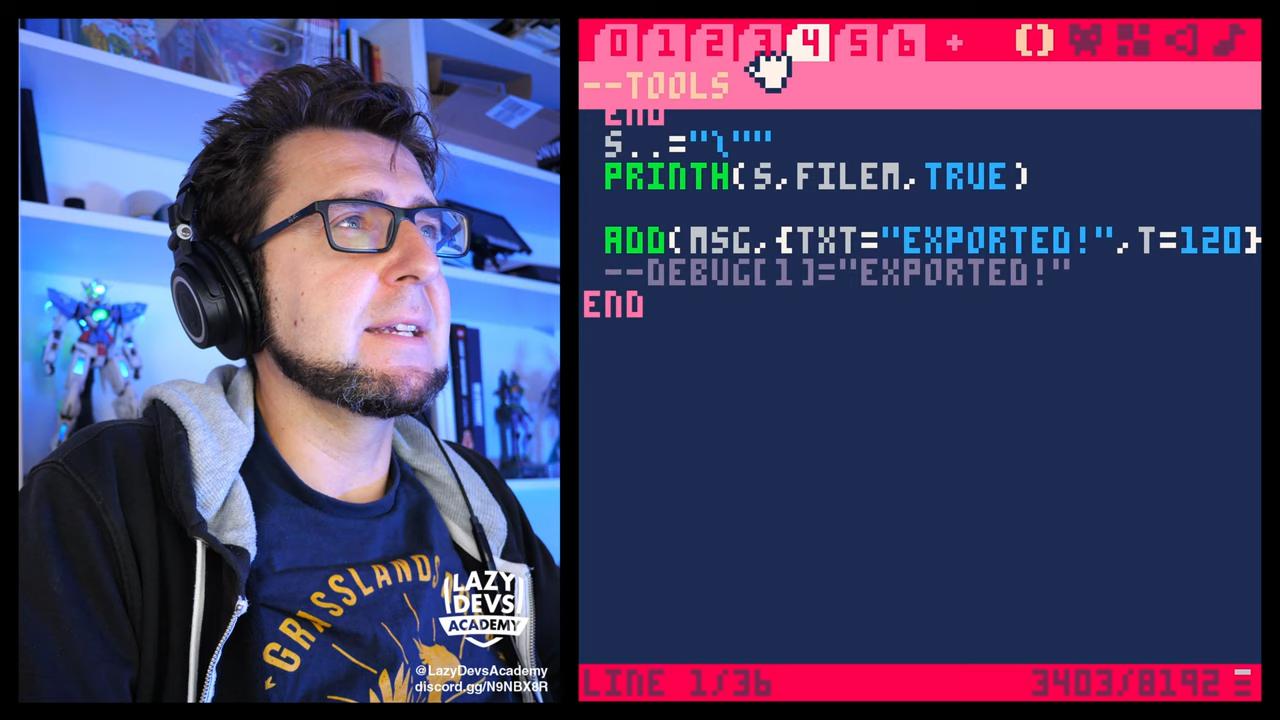 0 1 2 3 4 5 6 + ()
--TOOLS
END
S..="\""
PRINTH(S,FILEM,TRUE)
ADD(MSG,{TXT="EXPORTED!",T=120}
--DEBUG[1]="EXPORTED!"
END
LINE 1/36
3403/8192
GRASSLANDS
LAZY
DEVS
ACADEMY
@LazyDevsAcademy
discord.gg/N9NBX8R